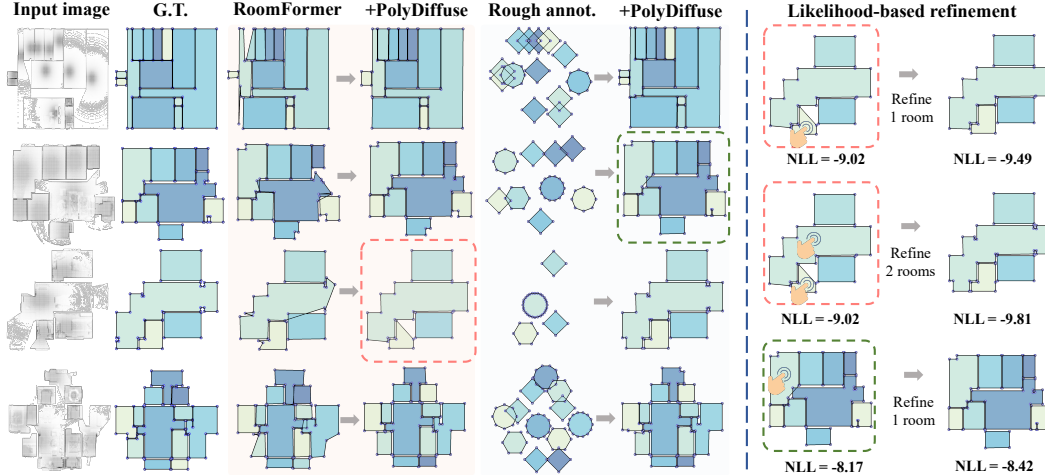 Input image
G.T.
RoomFormer
+PolyDiffuse
Rough annot.
+PolyDiffuse
Likelihood-based refinement
Refine
1 room
NLL = -9.02
NLL = -9.49
Refine
2 rooms
NLL = -9.02
NLL = -9.81
Refine
1 room
NLL = -8.17
NLL = -8.42